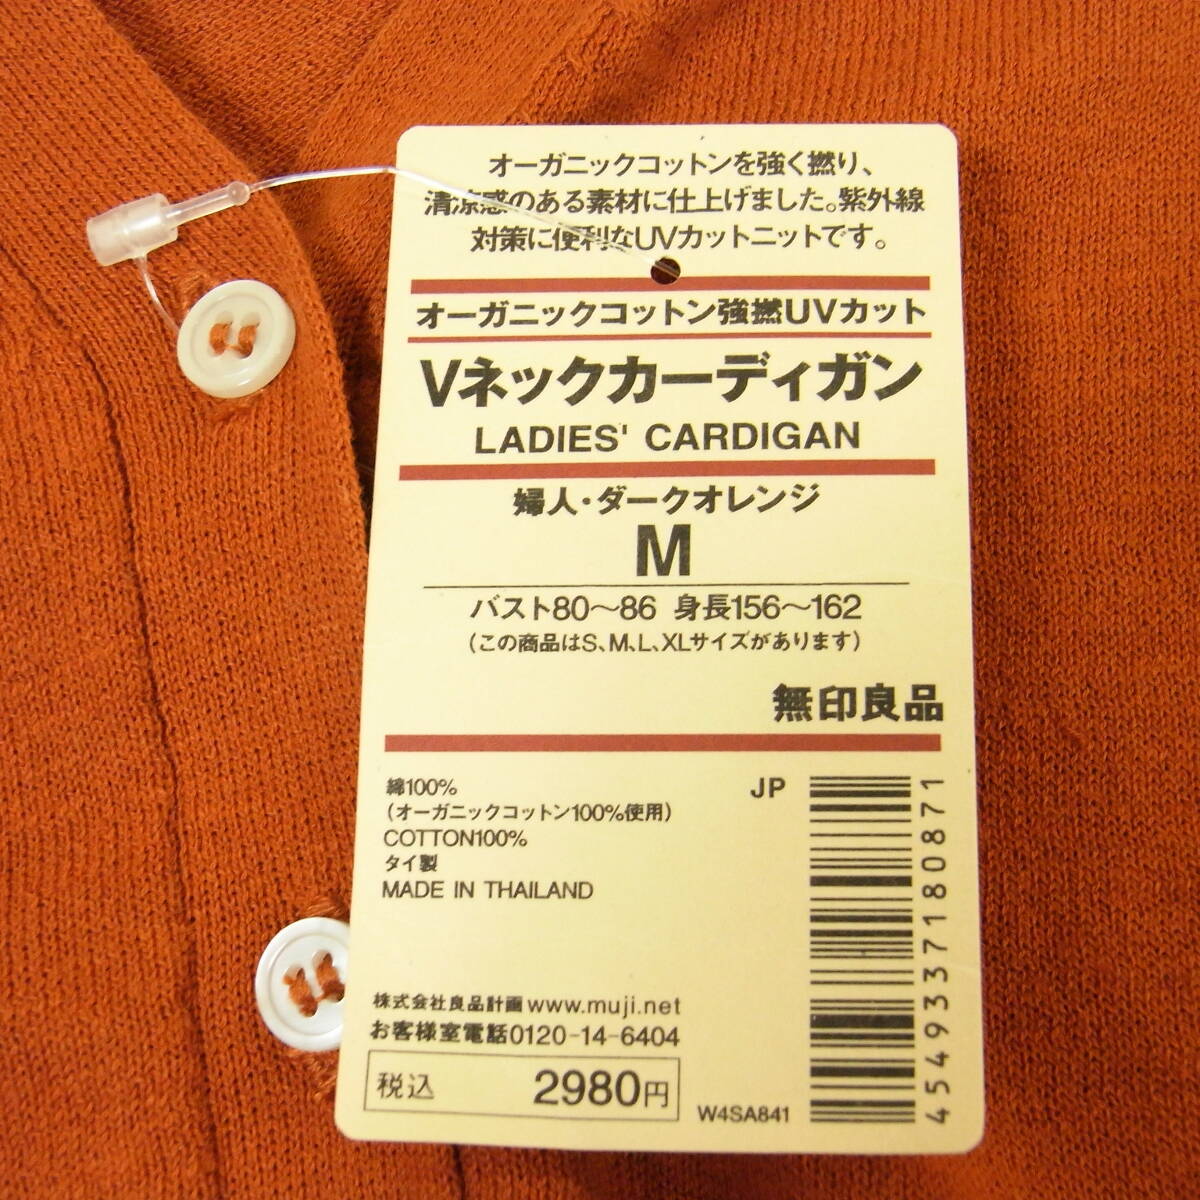 オーガニックコットンを強く撚り、
清涼感のある素材に仕上げました。紫外線
対策に便利なUVカットニットです。
オーガニックコットン強撚UVカット
Vネックカーディガン
LADIES' CARDIGAN
婦人・ダークオレンジ
M
バスト80〜86 身長156〜162
(この商品はS、M、L、XLサイズがあります)
無印良品
綿100%
(オーガニックコットン100%使用)
COTTON100%
タイ製
MADE IN THAILAND
JP
4549337180871
株式会社良品計画 www.muji.net
お客様室電話0120-14-6404
税込 2980円
W4SA841